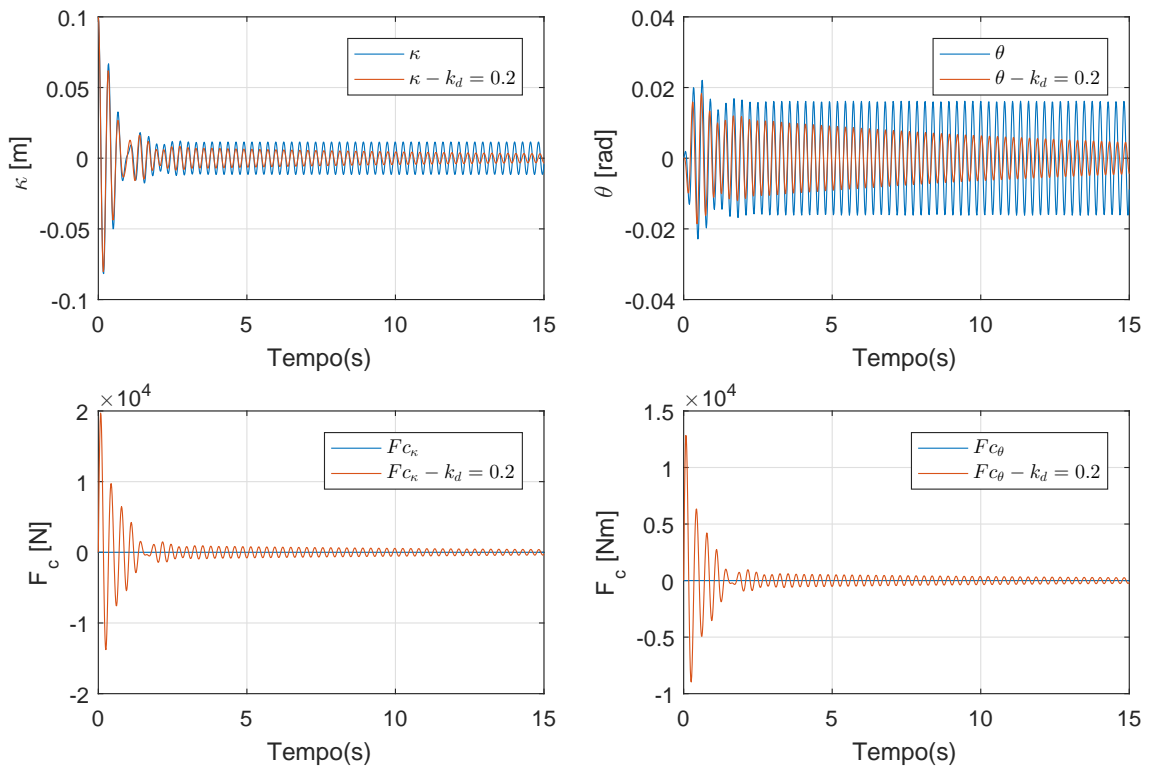 0.1
0.05
0
-0.05
-0.1
κ [m]
κ
κ − k_d = 0.2
0 5 10 15
Tempo(s)
0.04
0.02
0
-0.02
-0.04
θ [rad]
θ
θ − k_d = 0.2
0 5 10 15
Tempo(s)
×10^4
2
1
0
-1
-2
F_c [N]
Fc_κ
Fc_κ − k_d = 0.2
0 5 10 15
Tempo(s)
×10^4
1.5
1
0.5
0
-0.5
-1
F_c [Nm]
Fc_θ
Fc_θ − k_d = 0.2
0 5 10 15
Tempo(s)